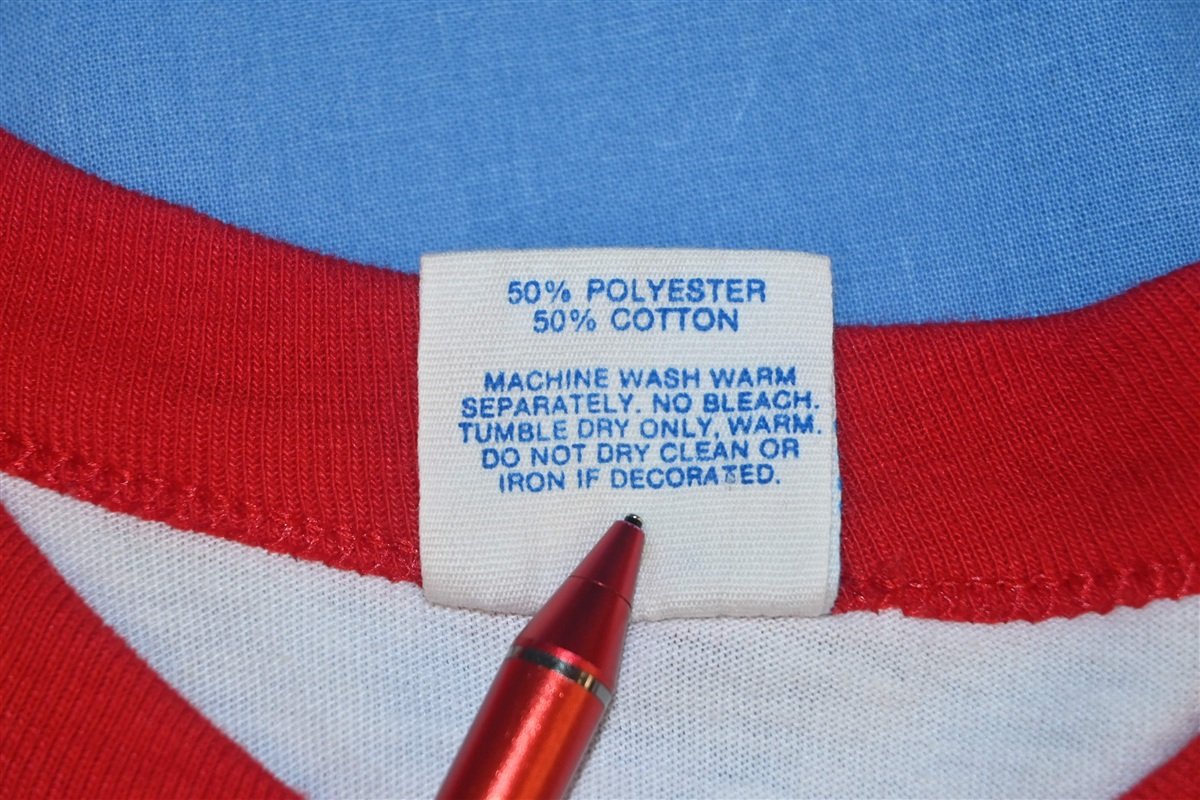 50% POLYESTER
50% COTTON
MACHINE WASH WARM
SEPARATELY. NO BLEACH.
TUMBLE DRY ONLY, WARM.
DO NOT DRY CLEAN OR
IRON IF DECORATED.